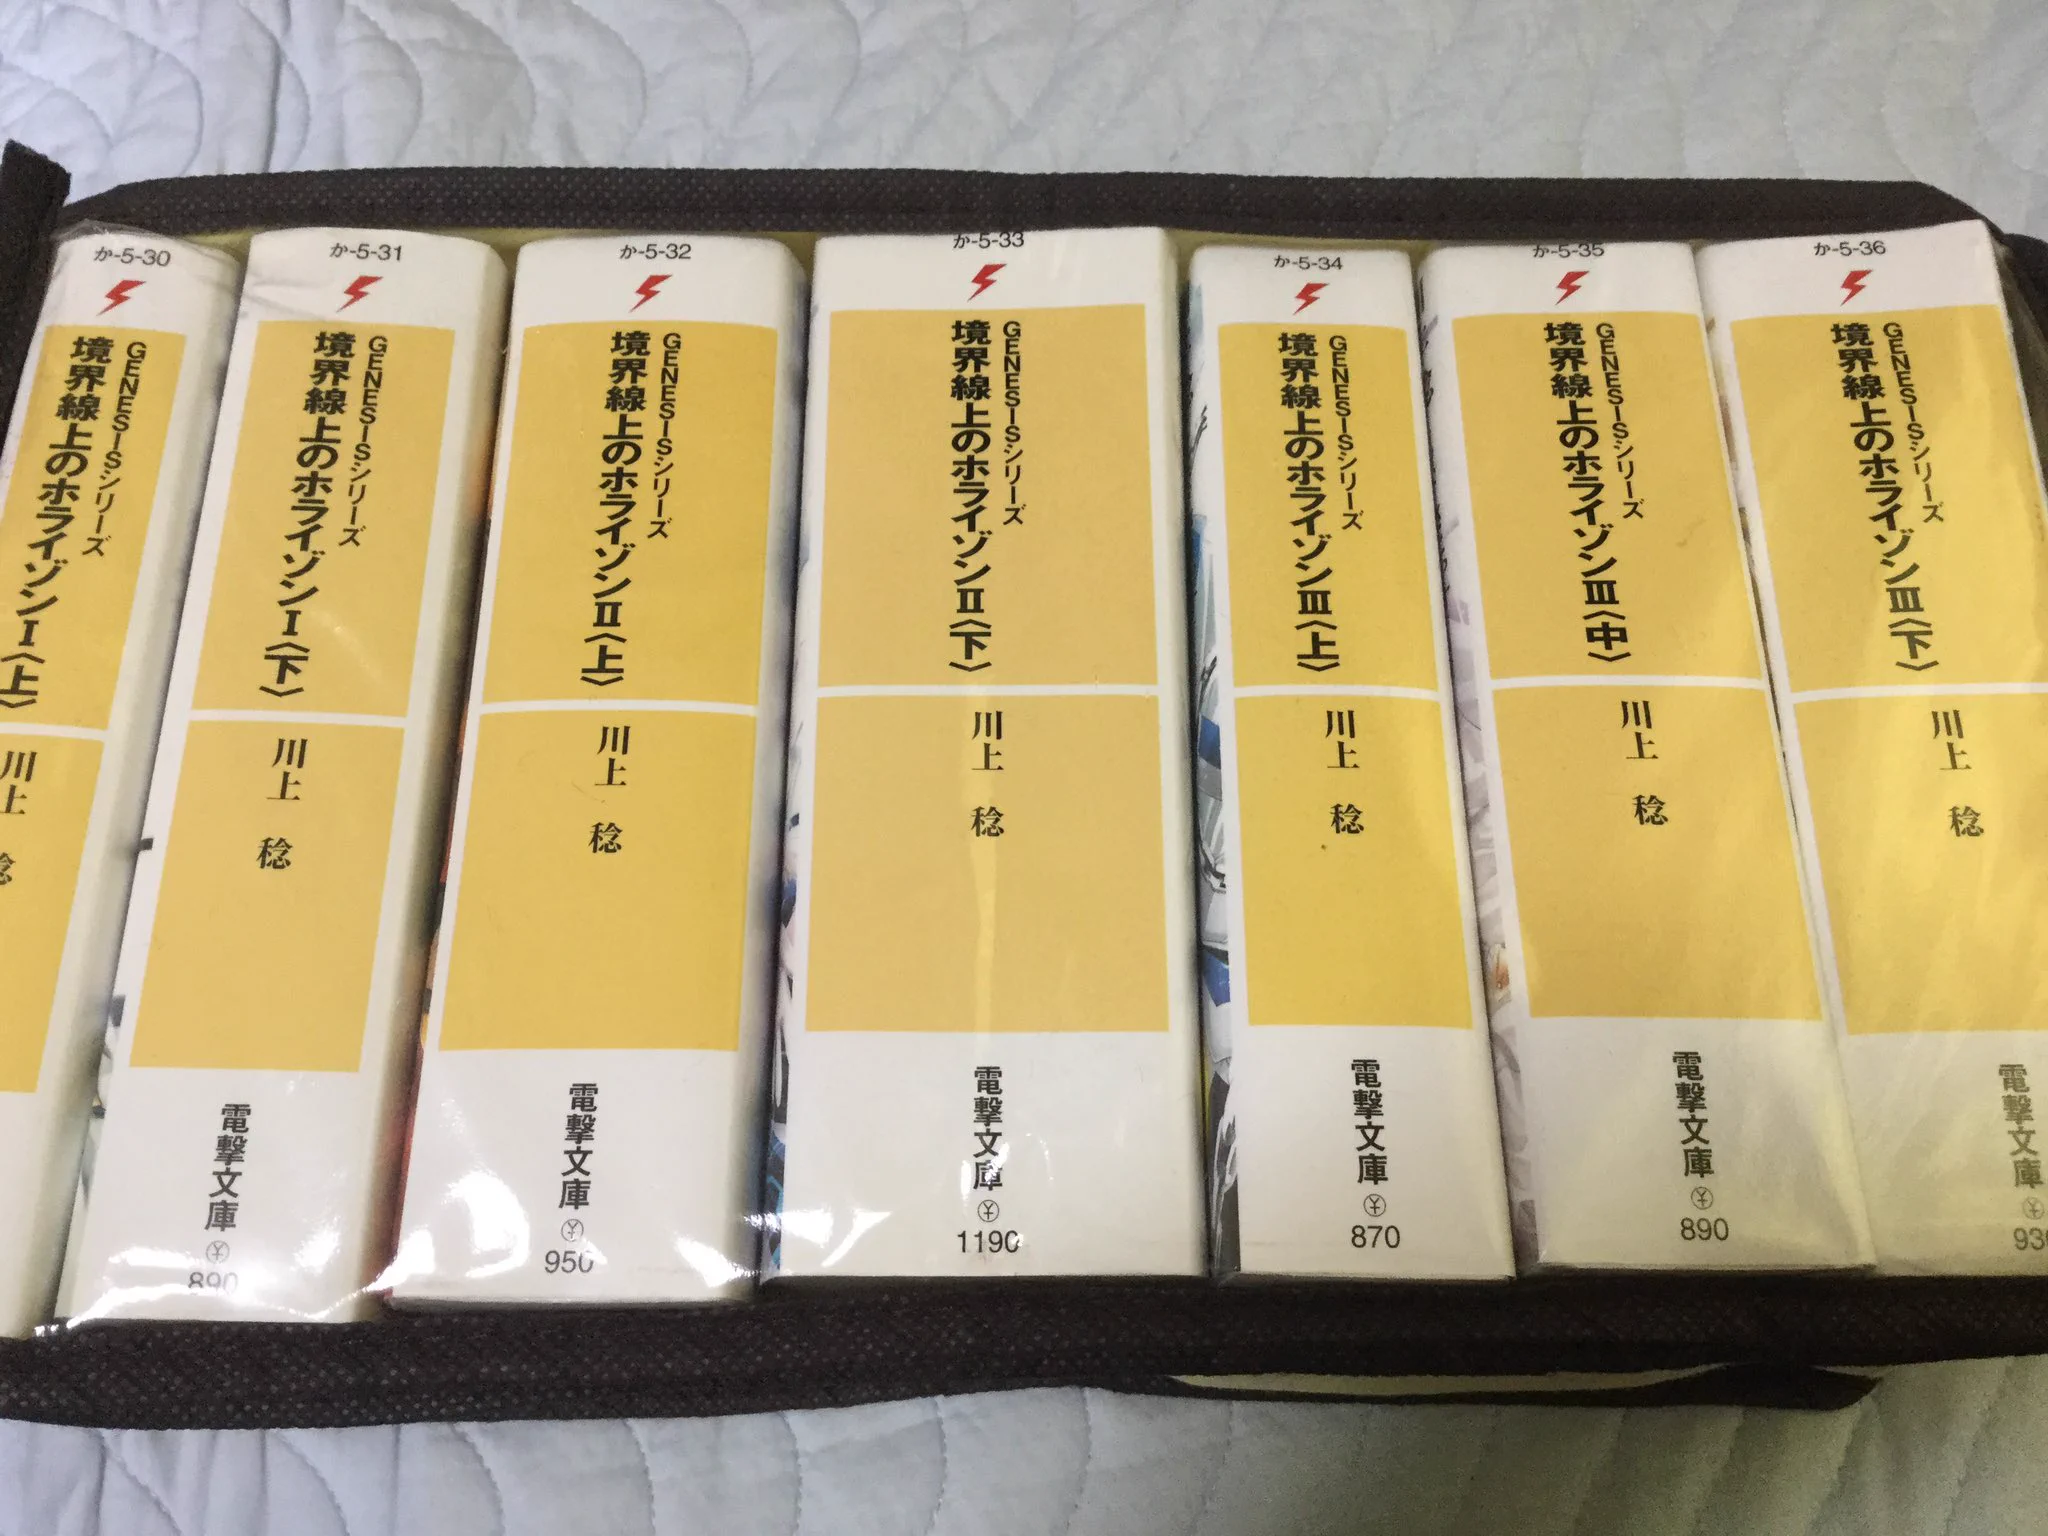 か-5-30
GENESISシリーズ
境界線上のホライゾンI〈上〉
川上
か-5-31
GENESISシリーズ
境界線上のホライゾンI〈下〉
川上 稔
電撃文庫
890
か-5-32
GENESISシリーズ
境界線上のホライゾンII〈上〉
川上 稔
電撃文庫
950
か-5-33
GENESISシリーズ
境界線上のホライゾンII〈下〉
川上 稔
電撃文庫
1190
か-5-34
GENESISシリーズ
境界線上のホライゾンIII〈上〉
川上 稔
電撃文庫
870
か-5-35
GENESISシリーズ
境界線上のホライゾンIII〈中〉
川上 稔
電撃文庫
890
か-5-36
GENESISシリーズ
境界線上のホライゾンIII〈下〉
川上 稔
電撃文庫